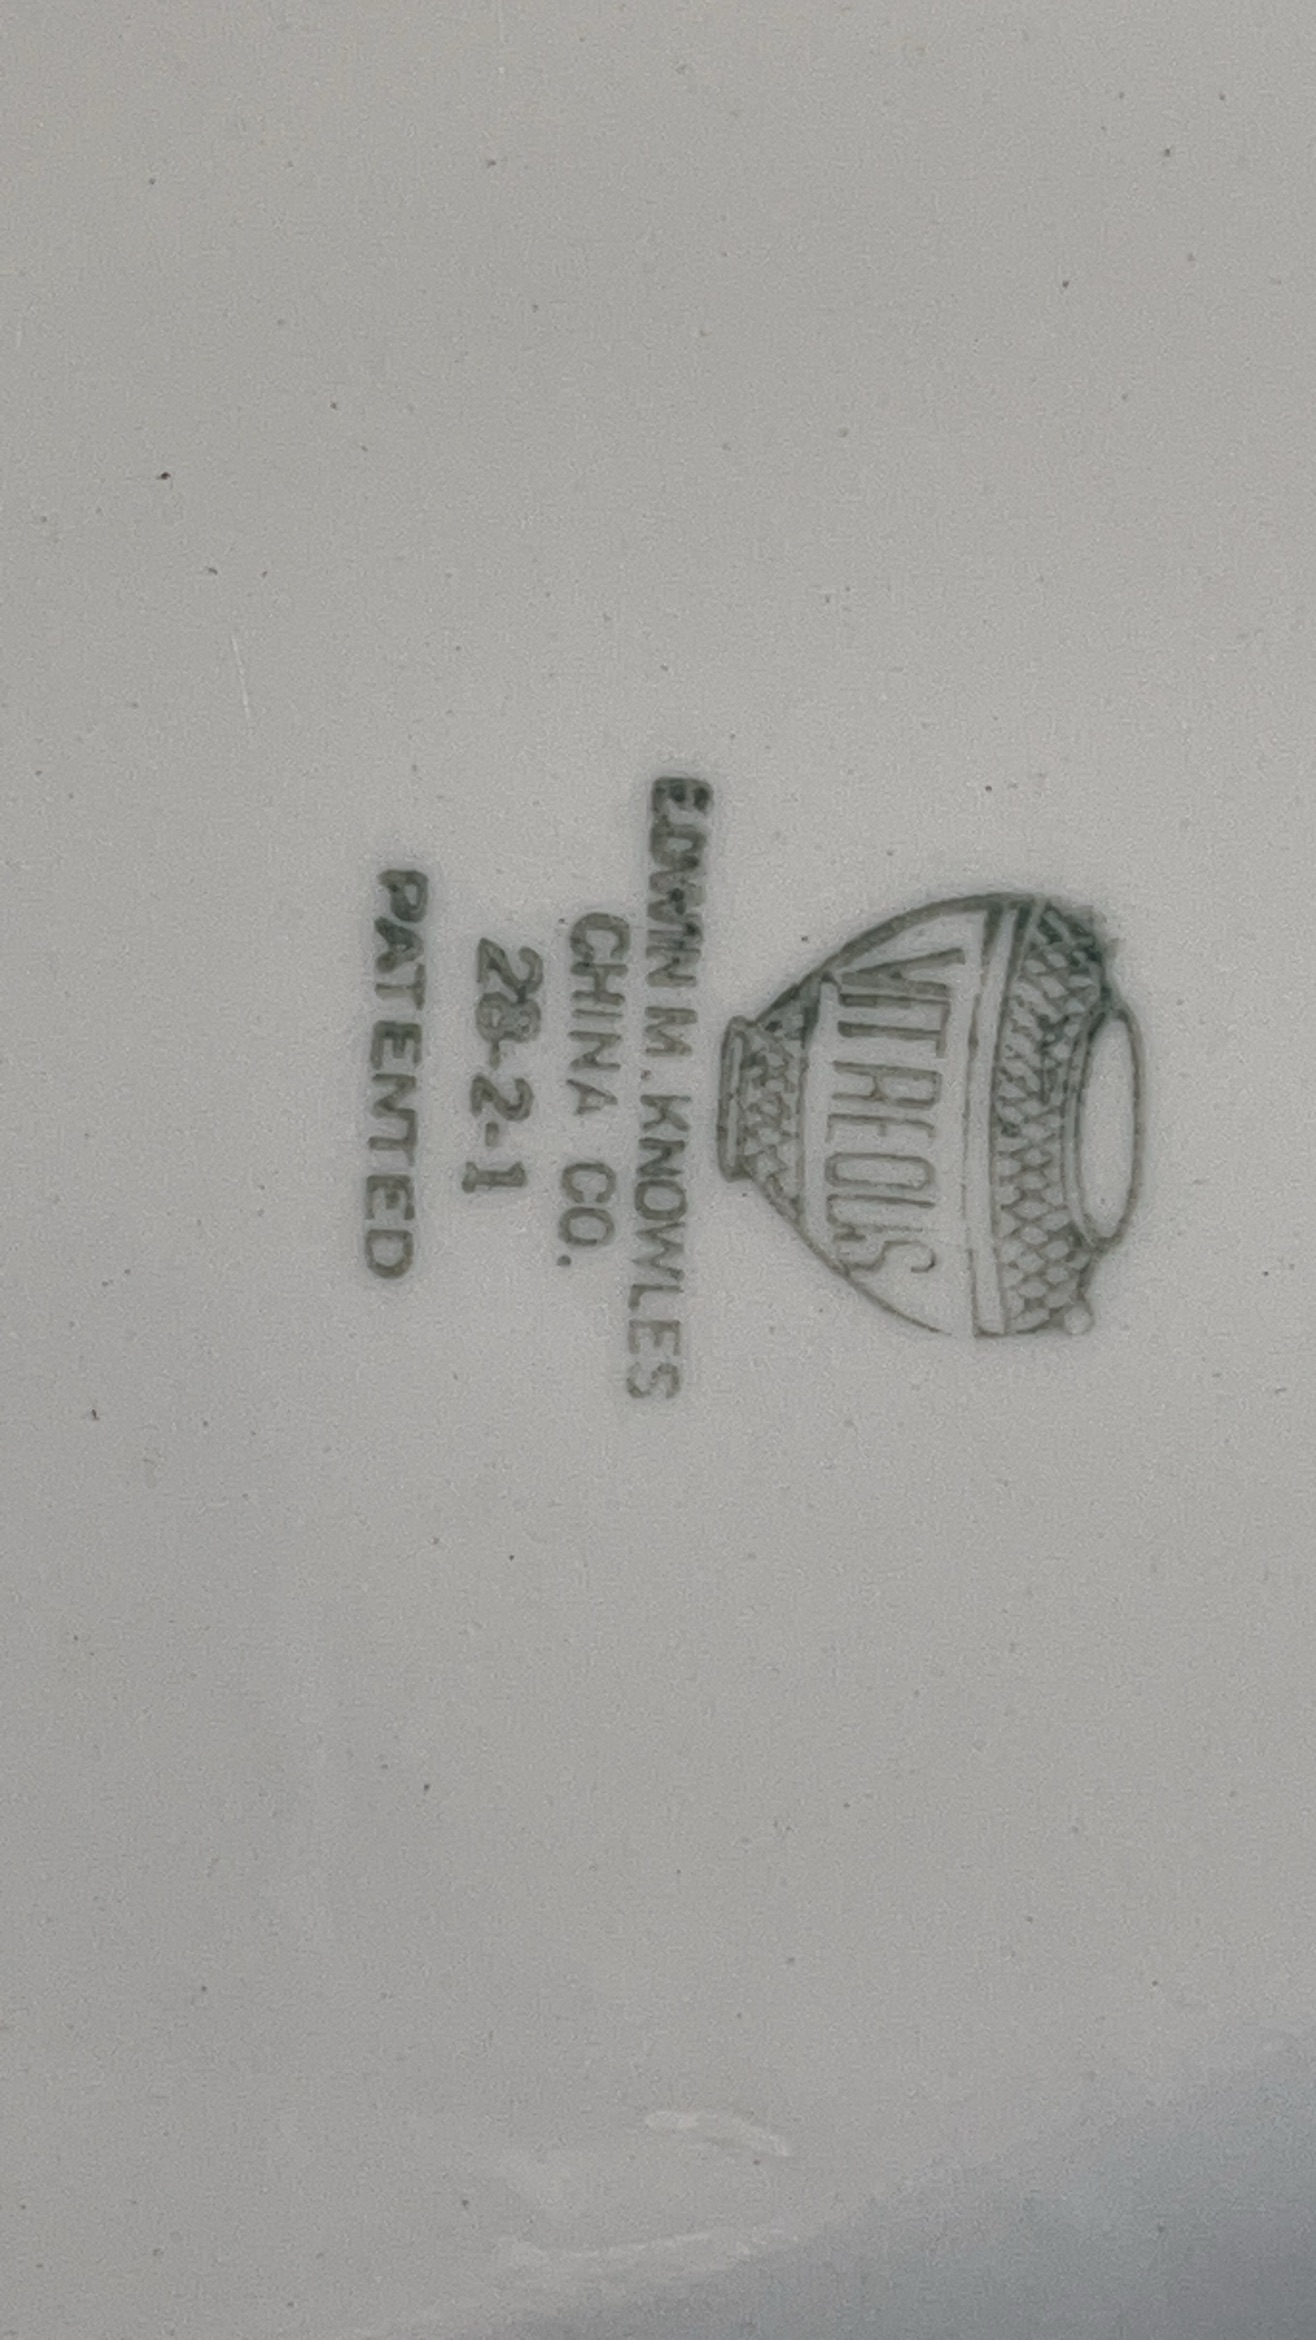 VITREOUS
EDWIN M. KNOWLES
CHINA CO.
28-2-1
PATENTED